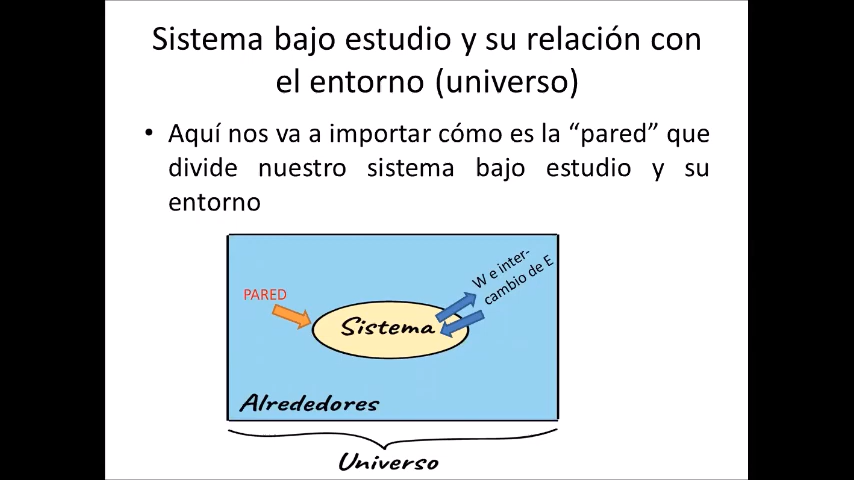 Sistema bajo estudio y su relación con
el entorno (universo)
• Aquí nos va a importar cómo es la “pared” que
divide nuestro sistema bajo estudio y su
entorno
W e inter-
cambio de E
PARED
Sistema
Alrededores
Universo